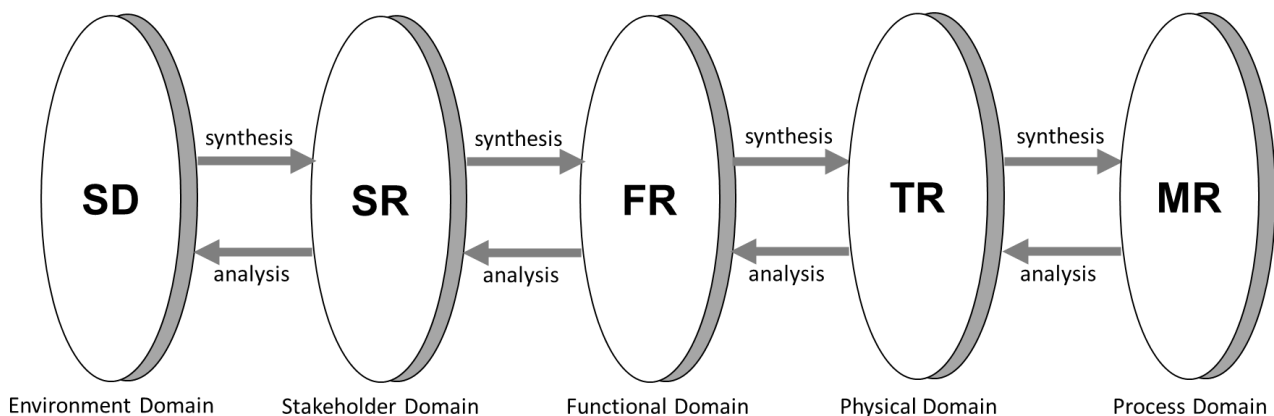 synthesis synthesis synthesis synthesis
SD SR FR TR MR
analysis analysis analysis analysis
Environment Domain Stakeholder Domain Functional Domain Physical Domain Process Domain